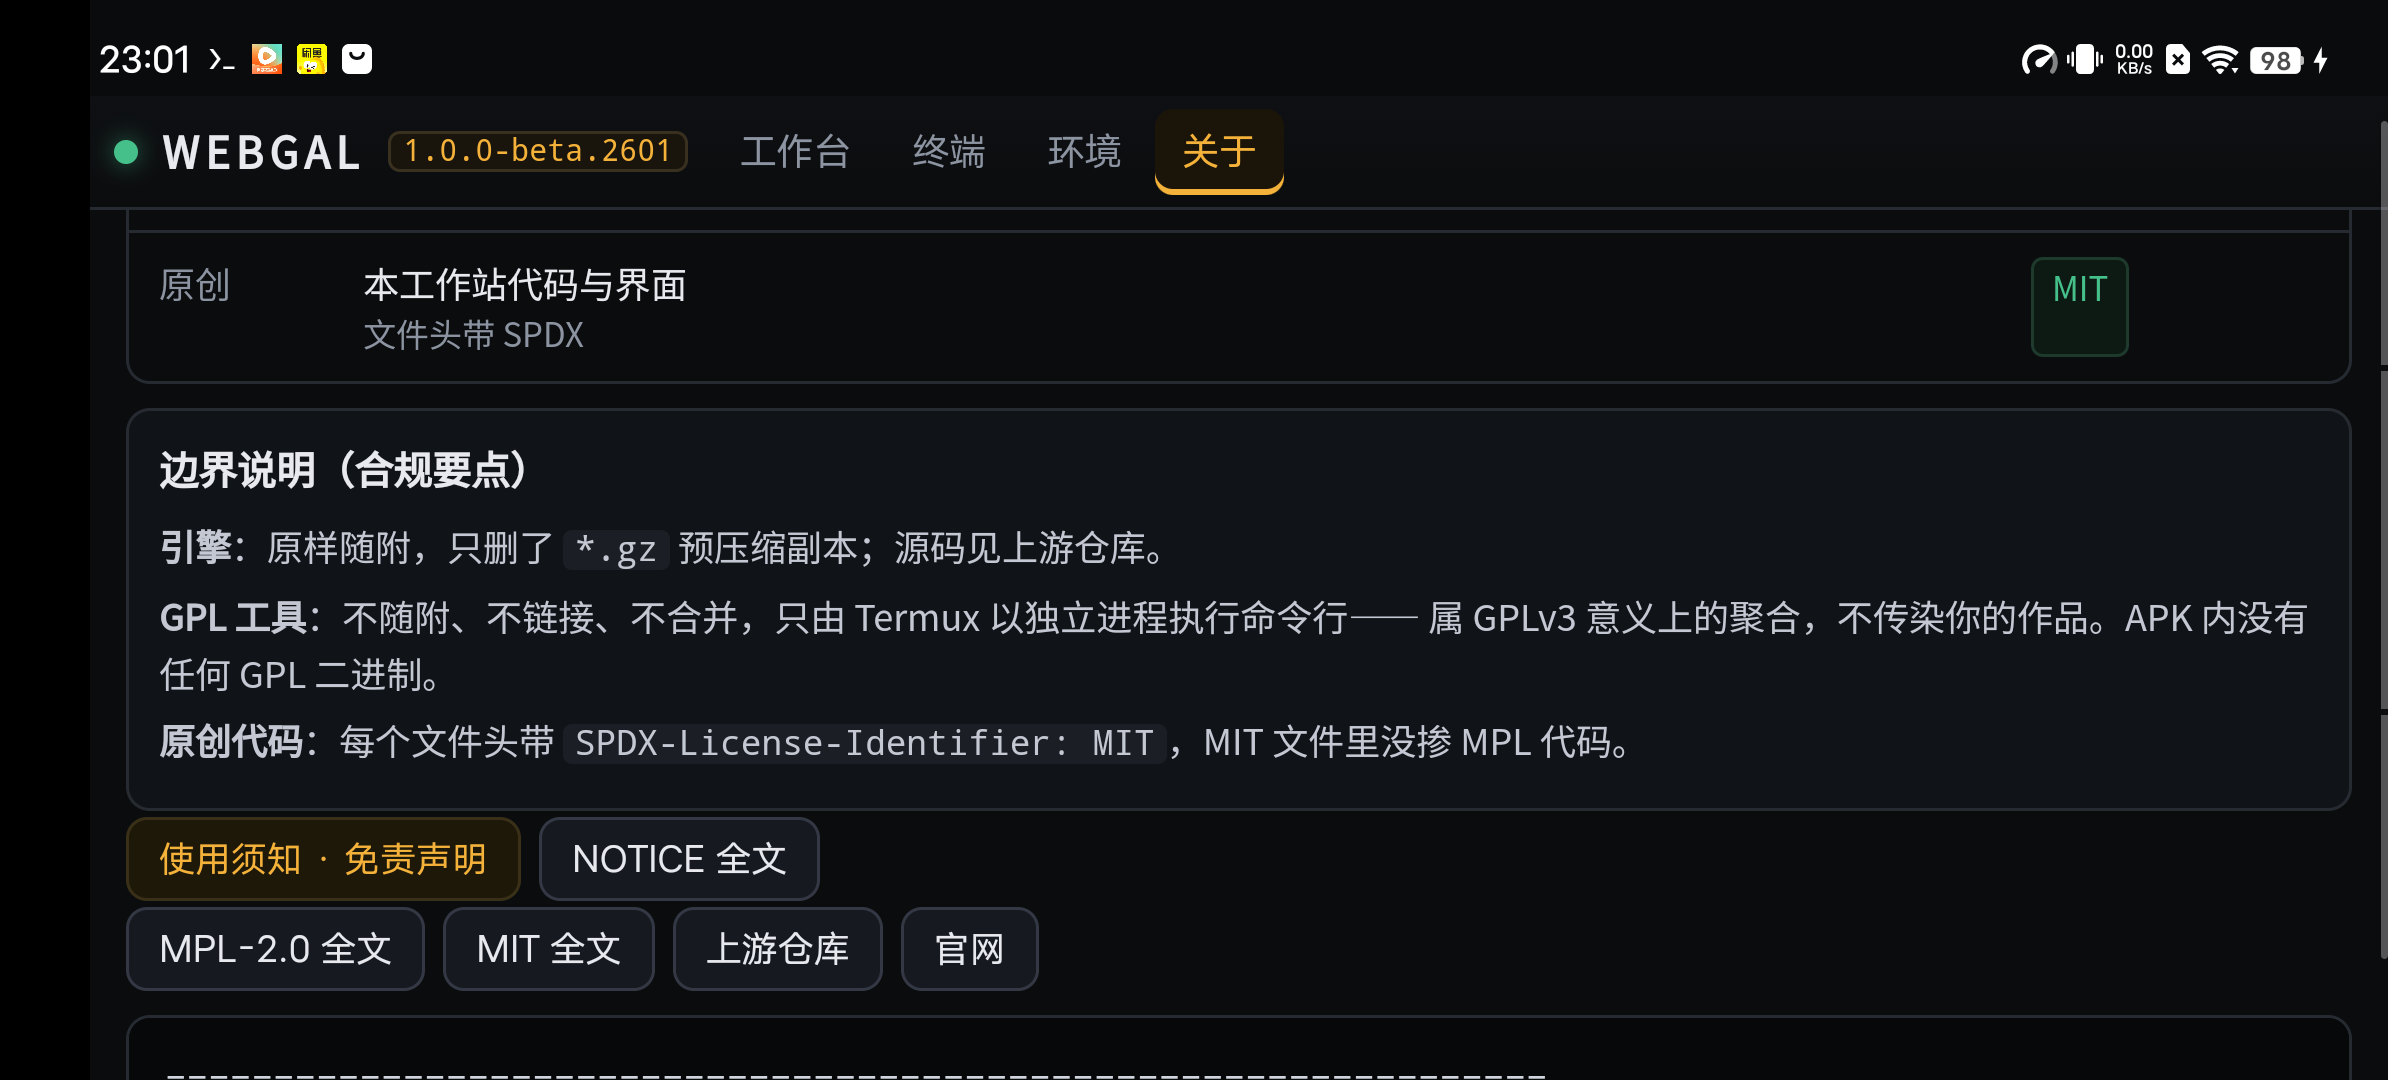 23:01
0.00 KB/s
98
WEBGAL 1.0.0-beta.2601 工作台 终端 环境 关于
原创 本工作站代码与界面 MIT
文件头带 SPDX
边界说明（合规要点）
引擎：原样随附，只删了 *.gz 预压缩副本；源码见上游仓库。
GPL 工具：不随附、不链接、不合并，只由 Termux 以独立进程执行命令行—— 属 GPLv3 意义上的聚合，不传染你的作品。APK 内没有
任何 GPL 二进制。
原创代码：每个文件头带 SPDX-License-Identifier: MIT，MIT 文件里没掺 MPL 代码。
使用须知 · 免责声明 NOTICE 全文
MPL-2.0 全文 MIT 全文 上游仓库 官网